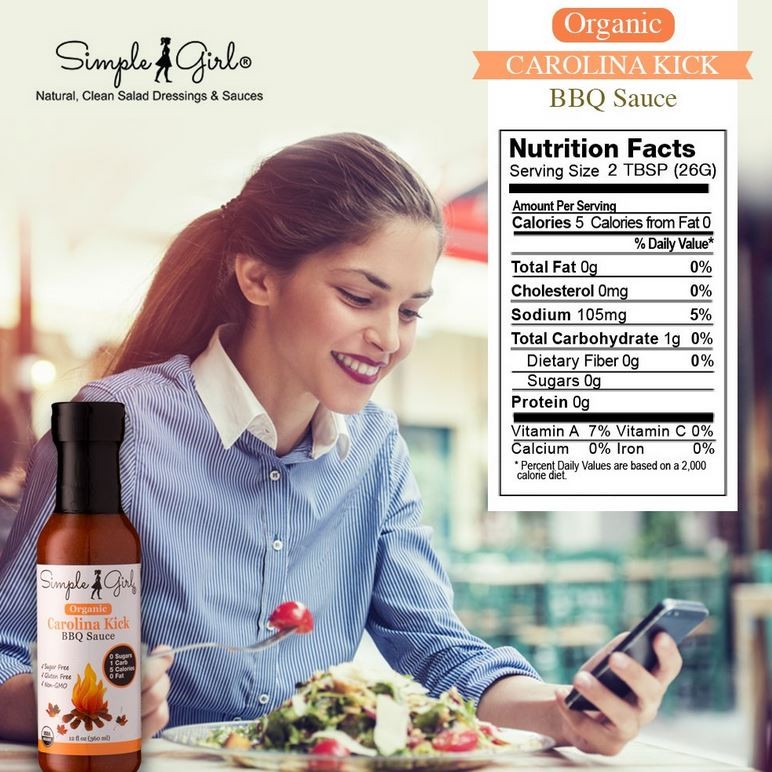 Simple Girl®
Natural, Clean Salad Dressings & Sauces
Organic
CAROLINA KICK
BBQ Sauce
Nutrition Facts
Serving Size 2 TBSP (26G)
Amount Per Serving
Calories 5 Calories from Fat 0
% Daily Value*
Total Fat 0g 0%
Cholesterol 0mg 0%
Sodium 105mg 5%
Total Carbohydrate 1g 0%
Dietary Fiber 0g 0%
Sugars 0g
Protein 0g
Vitamin A 7% Vitamin C 0%
Calcium 0% Iron 0%
* Percent Daily Values are based on a 2,000
calorie diet.
Simple Girl
Organic
Carolina Kick
BBQ Sauce
0 Sugars
1 Carb
5 Calories
0 Fat
Sugar Free
Gluten Free
Non-GMO
12 fl oz (360 ml)